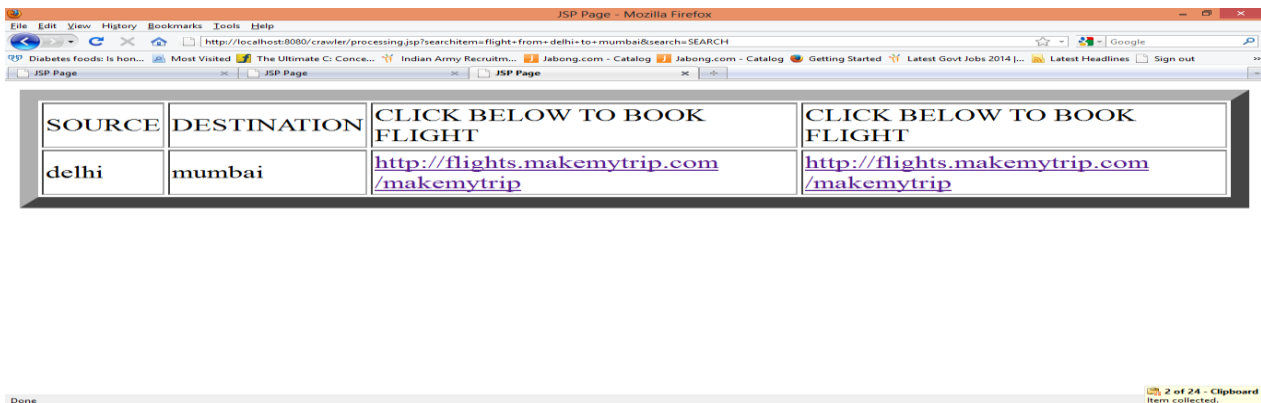 JSP Page - Mozilla Firefox
File Edit View History Bookmarks Tools Help
http://localhost:8080/crawler/processing.jsp?searchitem=flight+from+delhi+to+mumbai&search=SEARCH
Google
Diabetes foods: Is hon... Most Visited The Ultimate C: Conce... Indian Army Recruitm... Jabong.com - Catalog Jabong.com - Catalog Getting Started Latest Govt Jobs 2014 |... Latest Headlines Sign out
JSP Page JSP Page JSP Page
SOURCE DESTINATION CLICK BELOW TO BOOK CLICK BELOW TO BOOK
FLIGHT FLIGHT
delhi mumbai http://flights.makemytrip.com http://flights.makemytrip.com
/makemytrip /makemytrip
2 of 24 - Clipboard
Item collected.
Done